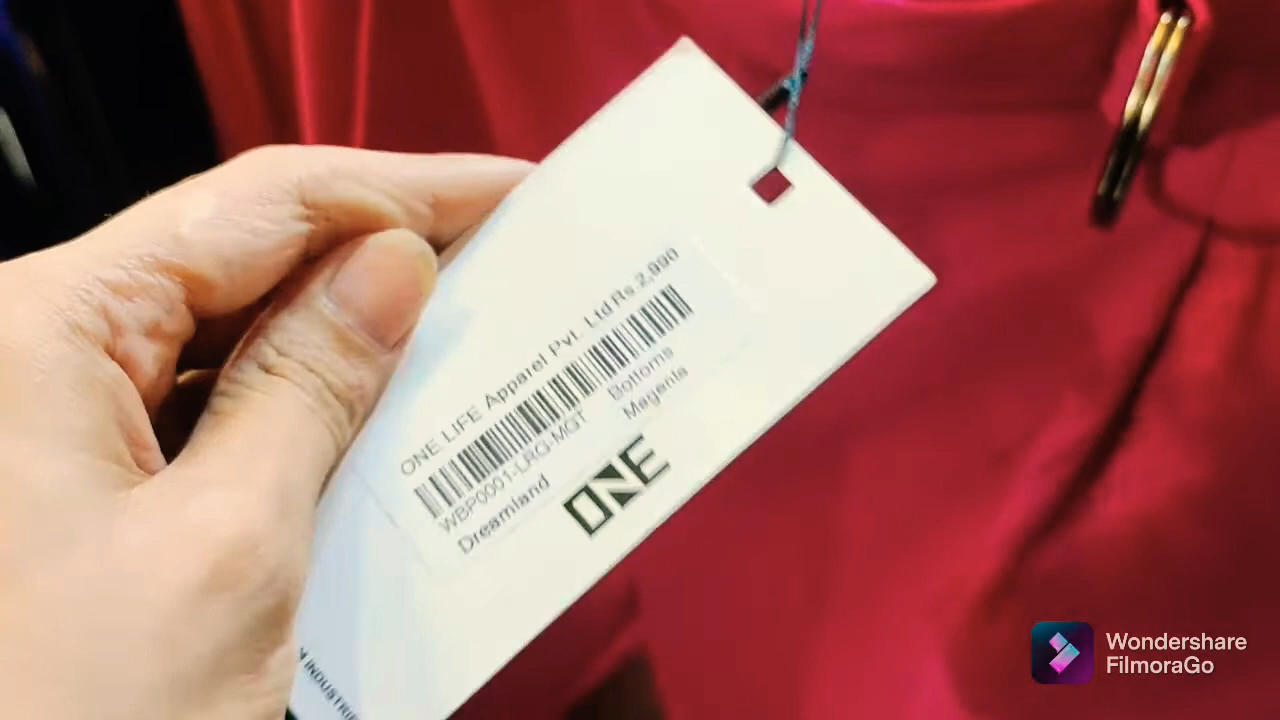 ONE LIFE Apparel Pvt. Ltd Rs 2,990
WBP0001-LRG-MGT Bottoms
Dreamland Magenta
ONE
Wondershare
FilmoraGo